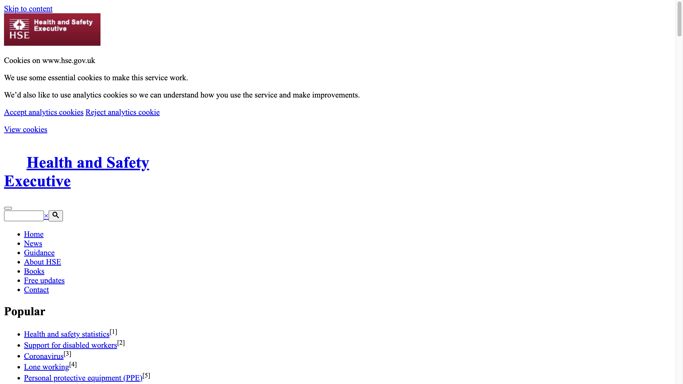 Skip to content
HSE
Health and Safety
Executive
Cookies on www.hse.gov.uk
We use some essential cookies to make this service work.
We'd also like to use analytics cookies so we can understand how you use the service and make improvements.
Accept analytics cookies Reject analytics cookie
View cookies
Health and Safety
Executive
×
Home
News
Guidance
About HSE
Books
Free updates
Contact
Popular
Health and safety statistics[1]
Support for disabled workers[2]
Coronavirus[3]
Lone working[4]
Personal protective equipment (PPE)[5]